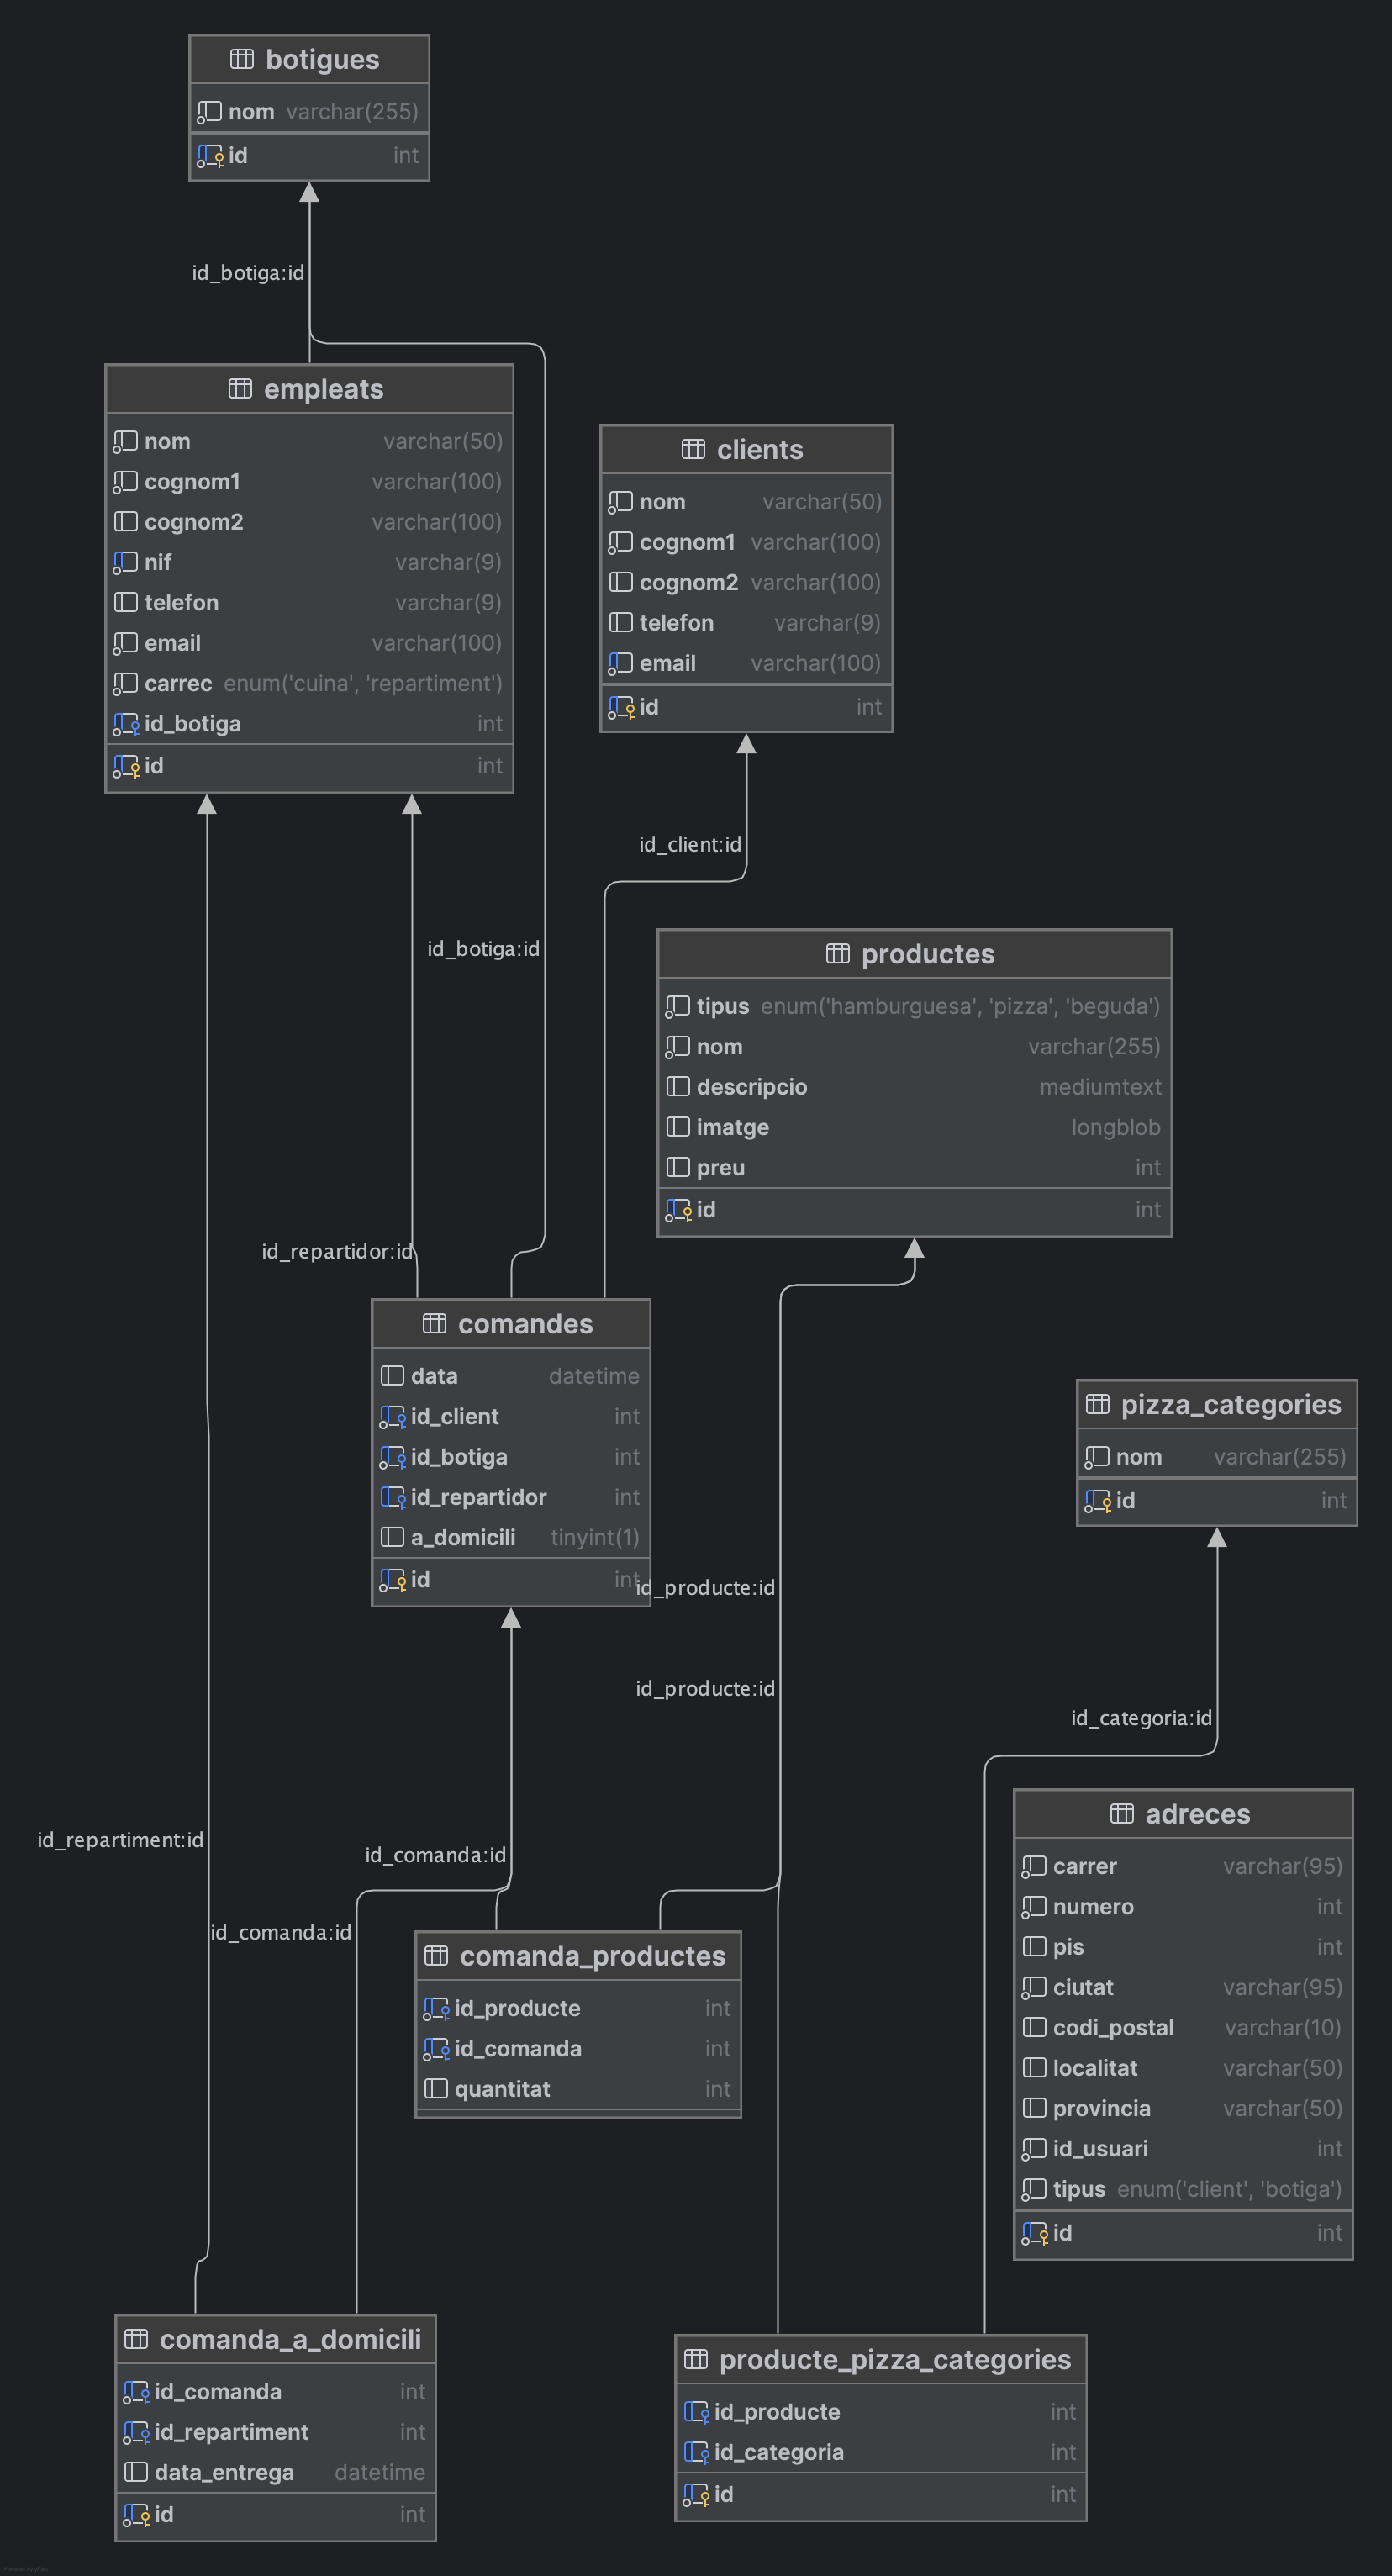 botigues
nom varchar(255)
id int
id_botiga:id
empleats
nom varchar(50)
cognom1 varchar(100)
cognom2 varchar(100)
nif varchar(9)
telefon varchar(9)
email varchar(100)
carrec enum('cuina', 'repartiment')
id_botiga int
id int
clients
nom varchar(50)
cognom1 varchar(100)
cognom2 varchar(100)
telefon varchar(9)
email varchar(100)
id int
id_client:id
id_botiga:id
productes
tipus enum('hamburguesa', 'pizza', 'beguda')
nom varchar(255)
descripcio mediumtext
imatge longblob
preu int
id int
id_repartidor:id
comandes
data datetime
id_client int
id_botiga int
id_repartidor int
a_domicili tinyint(1)
id int
id_producte:id
id_producte:id
pizza_categories
nom varchar(255)
id int
id_categoria:id
adreces
carrer varchar(95)
numero int
pis int
ciutat varchar(95)
codi_postal varchar(10)
localitat varchar(50)
provincia varchar(50)
id_usuari int
tipus enum('client', 'botiga')
id int
id_repartiment:id
id_comanda:id
id_comanda:id
comanda_productes
id_producte int
id_comanda int
quantitat int
comanda_a_domicili
id_comanda int
id_repartiment int
data_entrega datetime
id int
producte_pizza_categories
id_producte int
id_categoria int
id int